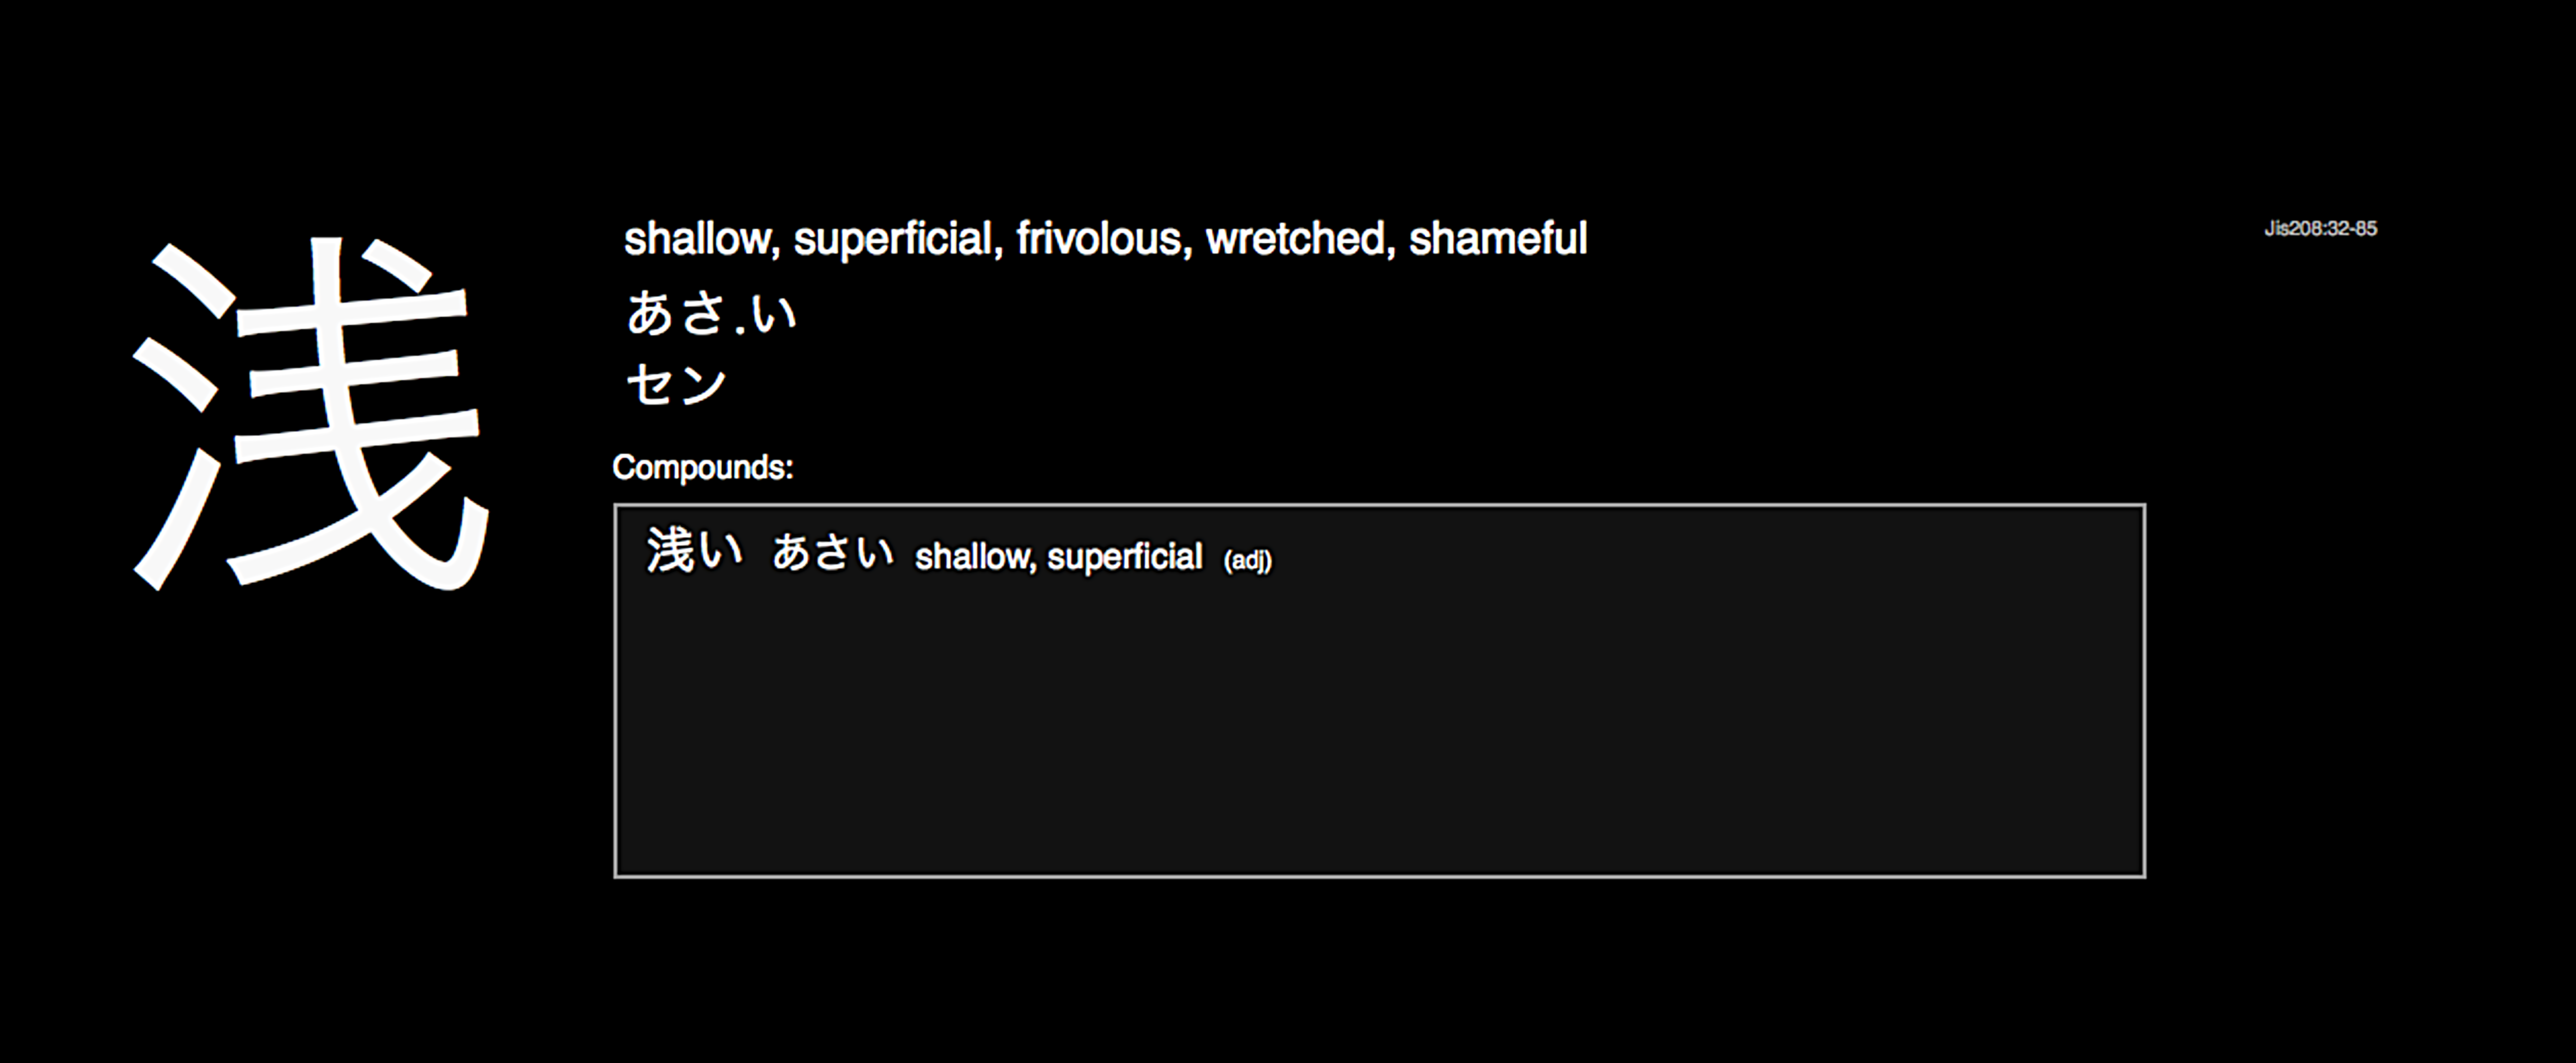 浅
shallow, superficial, frivolous, wretched, shameful
Jis208:32-85
あさ.い
セン
Compounds:
浅い あさい shallow, superficial (adj)